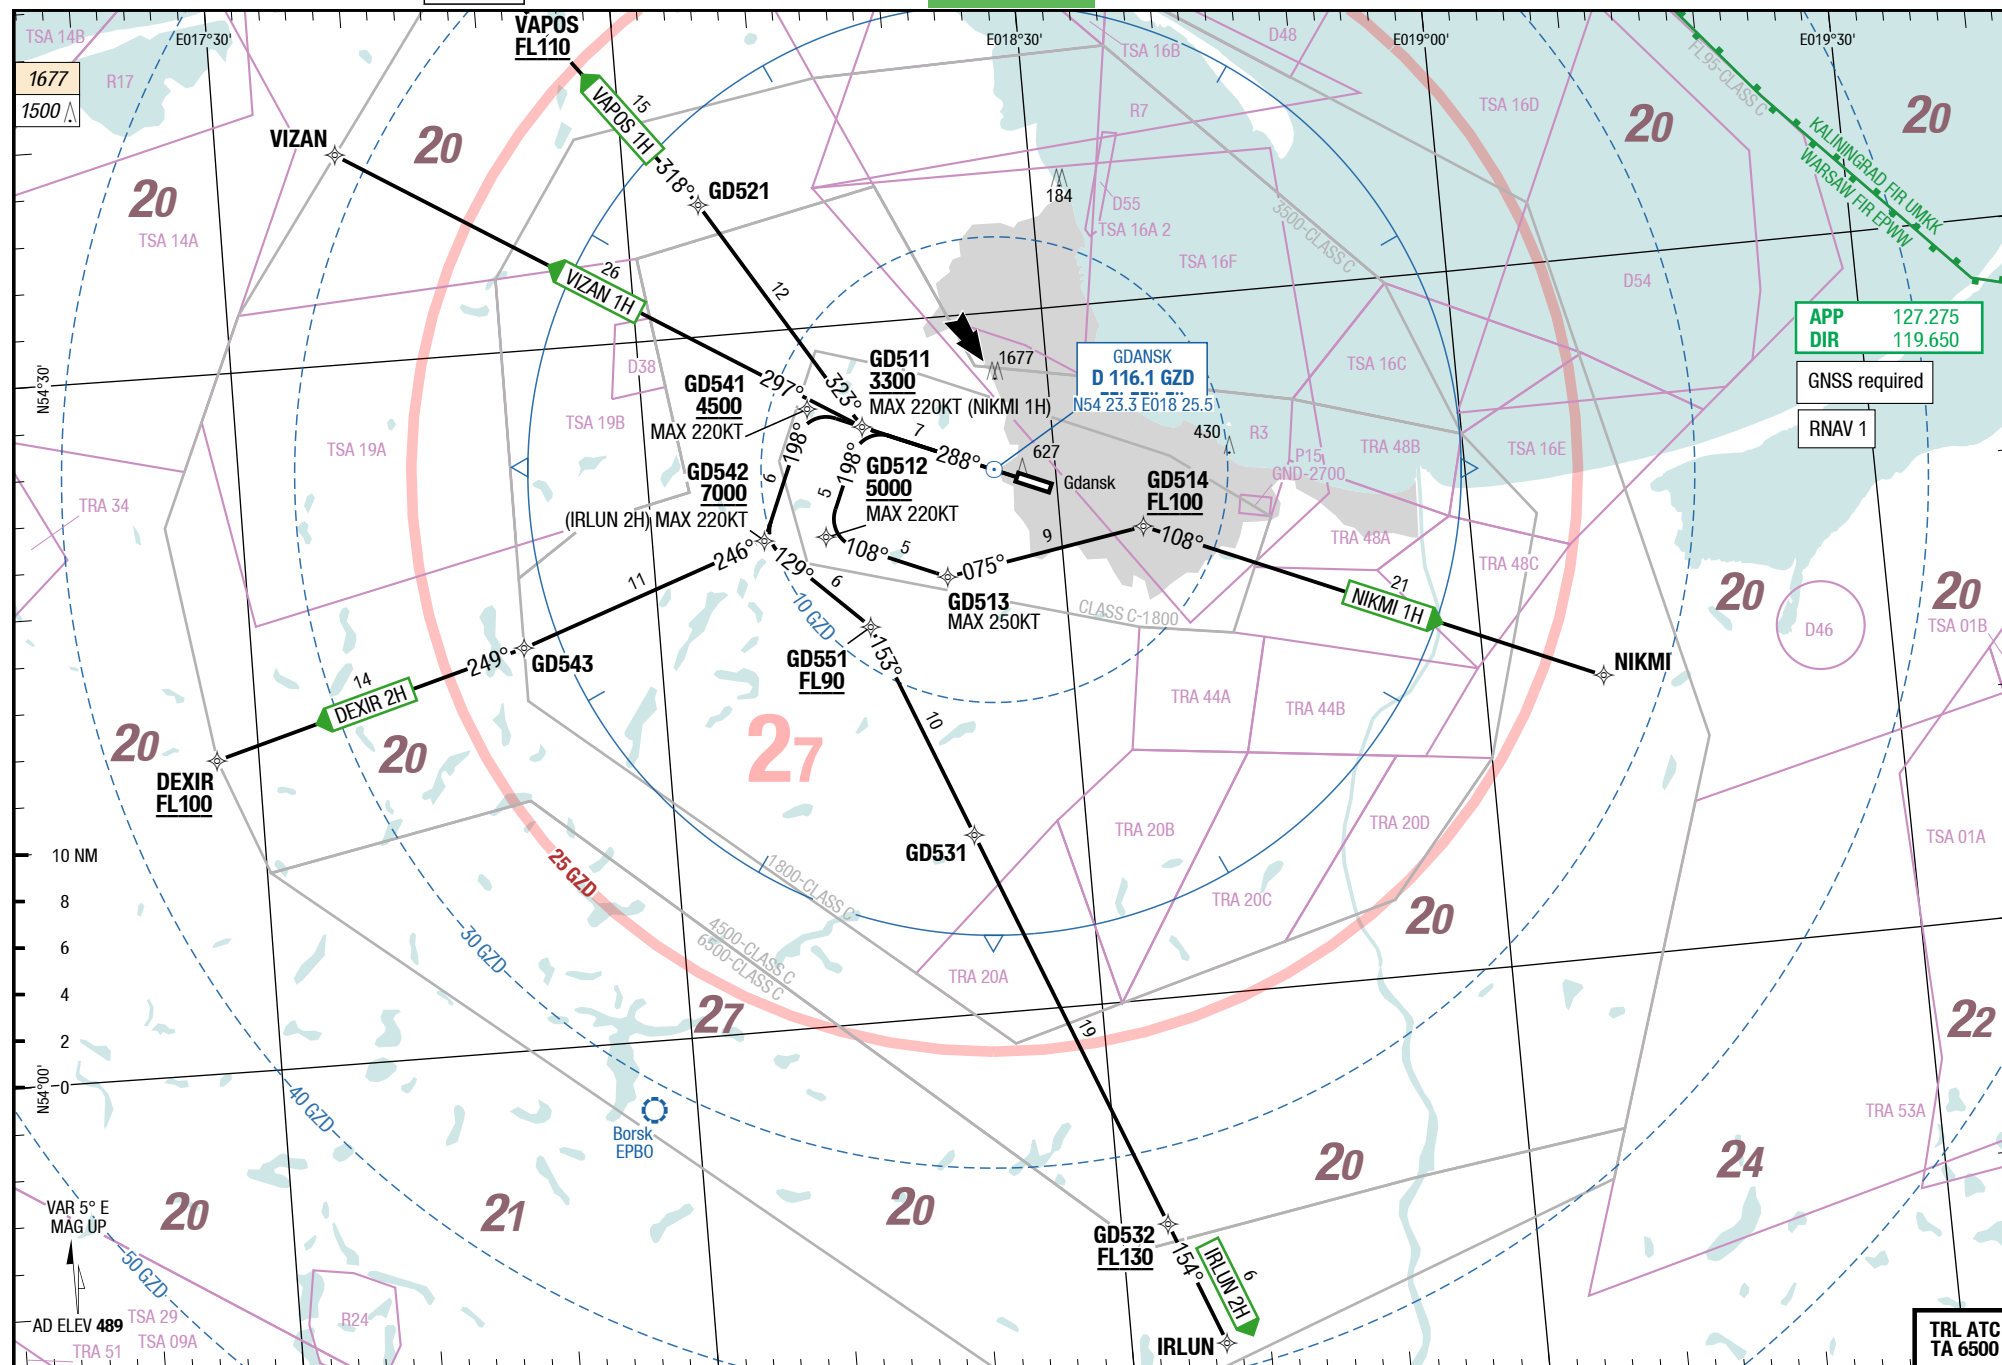 VAPOS
FL110
TSA 14B
E017°30'
E018°30'
D48
E019°00'
E019°30'
TSA 16B
FL95-CLASS C
1677
1500
R17
15
VAPOS 1H
R7
TSA 16D
20
20
VIZAN
20
KALININGRAD FIR UMKK
WARSAW FIR EPWW
318°
GD521
184
D55
20
TSA 14A
TSA 16A 2
3500-CLASS C
TSA 16F
26
VIZAN 1H
12
D54
APP 127.275
DIR 119.650
GNSS required
RNAV 1
N54°30'
D38
GD511
3300
MAX 220KT (NIKMI 1H)
1677
GDANSK
D 116.1 GZD
N54 23.3 E018 25.5
TSA 16C
GD541
4500
MAX 220KT
297°
323°
TSA 19B
TSA 19A
7
288°
430
R3
TRA 48B
TSA 16E
198°
198°
627
Gdansk
P15
GND-2700
GD542
7000
(IRLUN 2H) MAX 220KT
6
5
GD512
5000
MAX 220KT
GD514
FL100
TRA 34
246°
108°
5
9
108°
TRA 48A
TRA 48C
129°
075°
11
6
21
NIKMI 1H
20
20
10 GZD
GD513
MAX 250KT
CLASS C-1800
D46
TSA 01B
249°
GD543
GD551
FL90
153°
NIKMI
14
DEXIR 2H
TRA 44A
TRA 44B
20
20
27
10
DEXIR
FL100
TRA 20B
TRA 20D
TSA 01A
10 NM
GD531
25 GZD
1800-CLASS C
8
TRA 20C
20
30 GZD
4500-CLASS C
6500-CLASS C
6
TRA 20A
4
27
19
22
2
N54°00'
0
40 GZD
TRA 53A
Borsk
EPBO
20
24
VAR 5° E
MAG UP
20
21
20
GD532
FL130
50 GZD
154°
6
IRLUN 2H
TSA 29
R24
AD ELEV 489
TSA 09A
TRA 51
IRLUN
TRL ATC
TA 6500